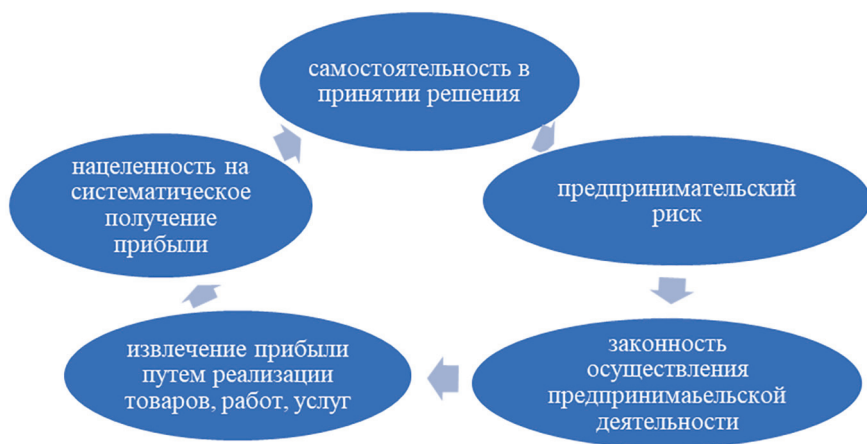 самостоятельность в
принятии решения
предпринимательский
риск
законность
осуществления
предпринимаьельской
деятельности
извлечение прибыли
путем реализации
товаров, работ, услуг
нацеленность на
систематическое
получение
прибыли